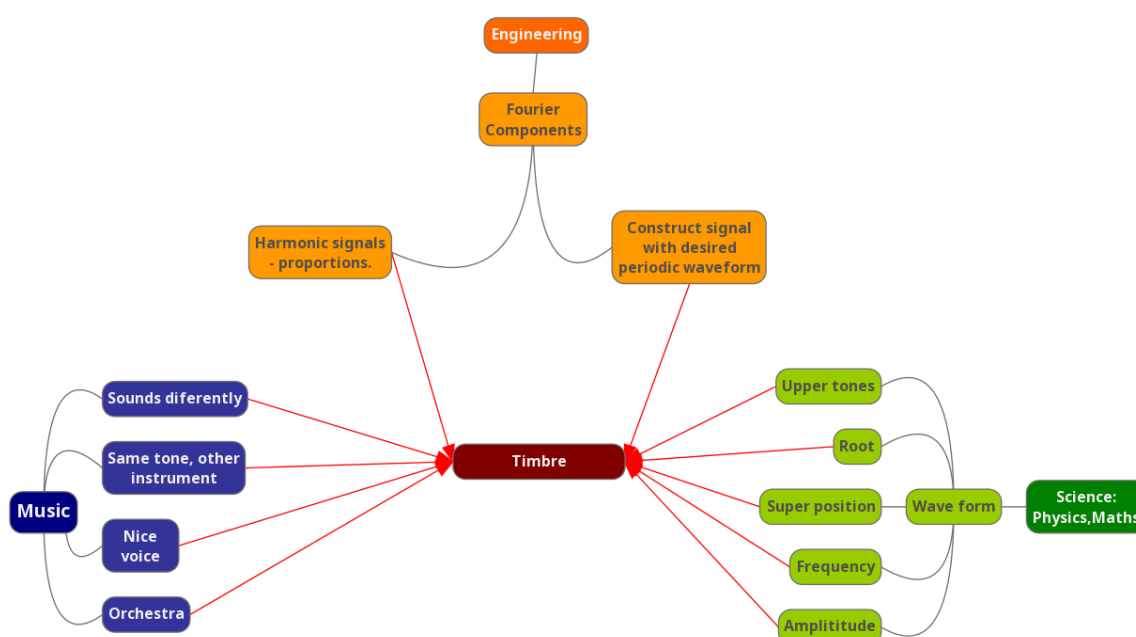 Engineering
Fourier
Components
Harmonic signals
- proportions.
Construct signal
with desired
periodic waveform
Sounds diferently
Same tone, other
instrument
Music
Nice
voice
Orchestra
Timbre
Upper tones
Root
Super position
Wave form
Science:
Physics,Maths
Frequency
Amplititude